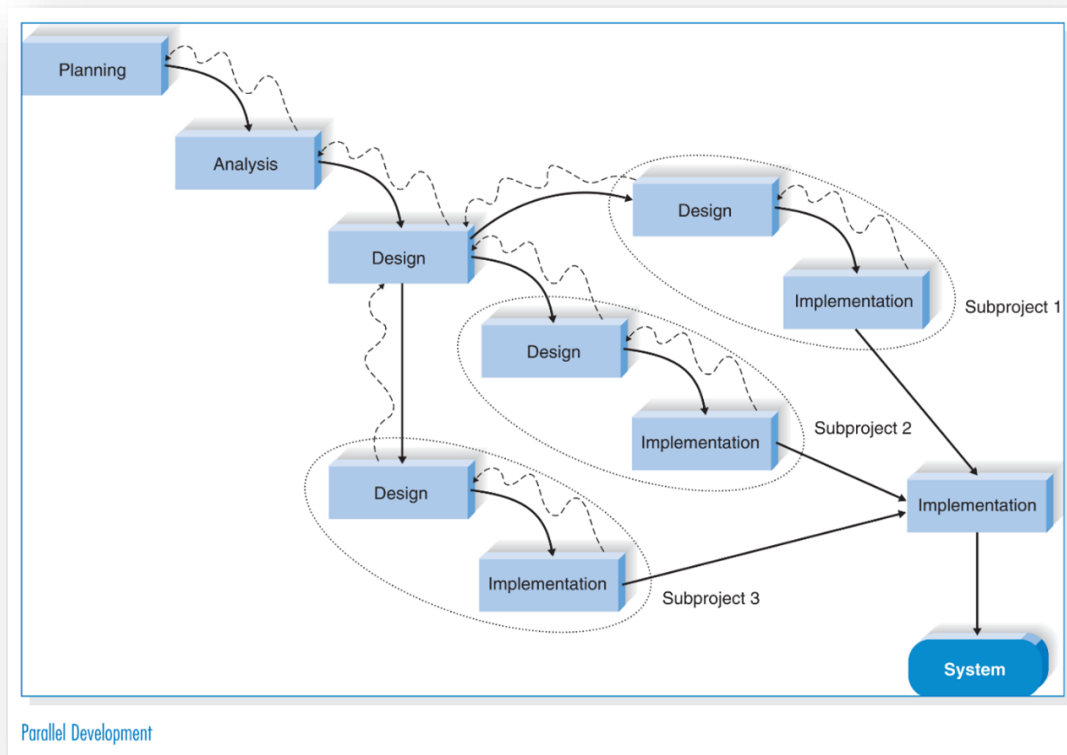 Planning
Analysis
Design
Design
Implementation
Subproject 1
Design
Implementation
Subproject 2
Design
Implementation
Subproject 3
Implementation
System
Parallel Development